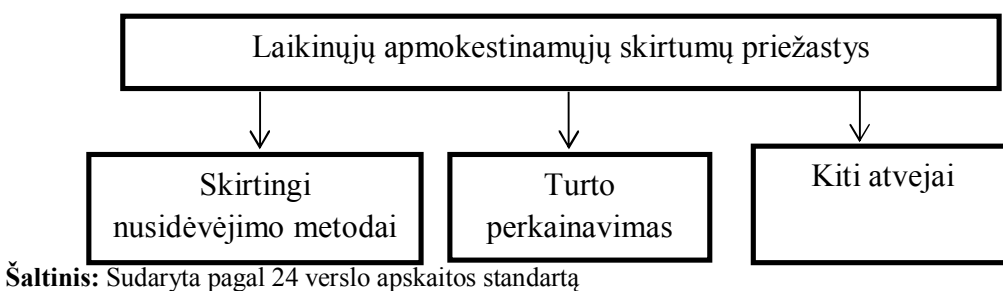 Laikinųjų apmokestinamųjų skirtumų priežastys
Skirtingi
nusidėvėjimo metodai
Turto
perkainavimas
Kiti atvejai
Šaltinis: Sudaryta pagal 24 verslo apskaitos standartą